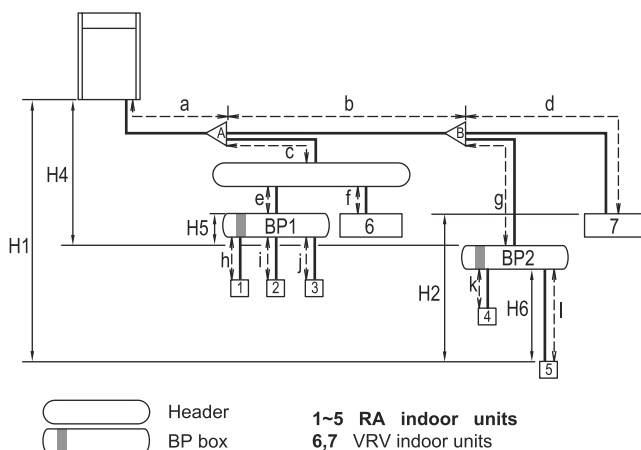 a
b
d
A
B
c
H4
e
f
g
H1
H5
BP1
6
7
BP2
h
i
j
H2
k
H6
l
1
2
3
4
5
Header
1~5 RA indoor units
BP box
6,7 VRV indoor units